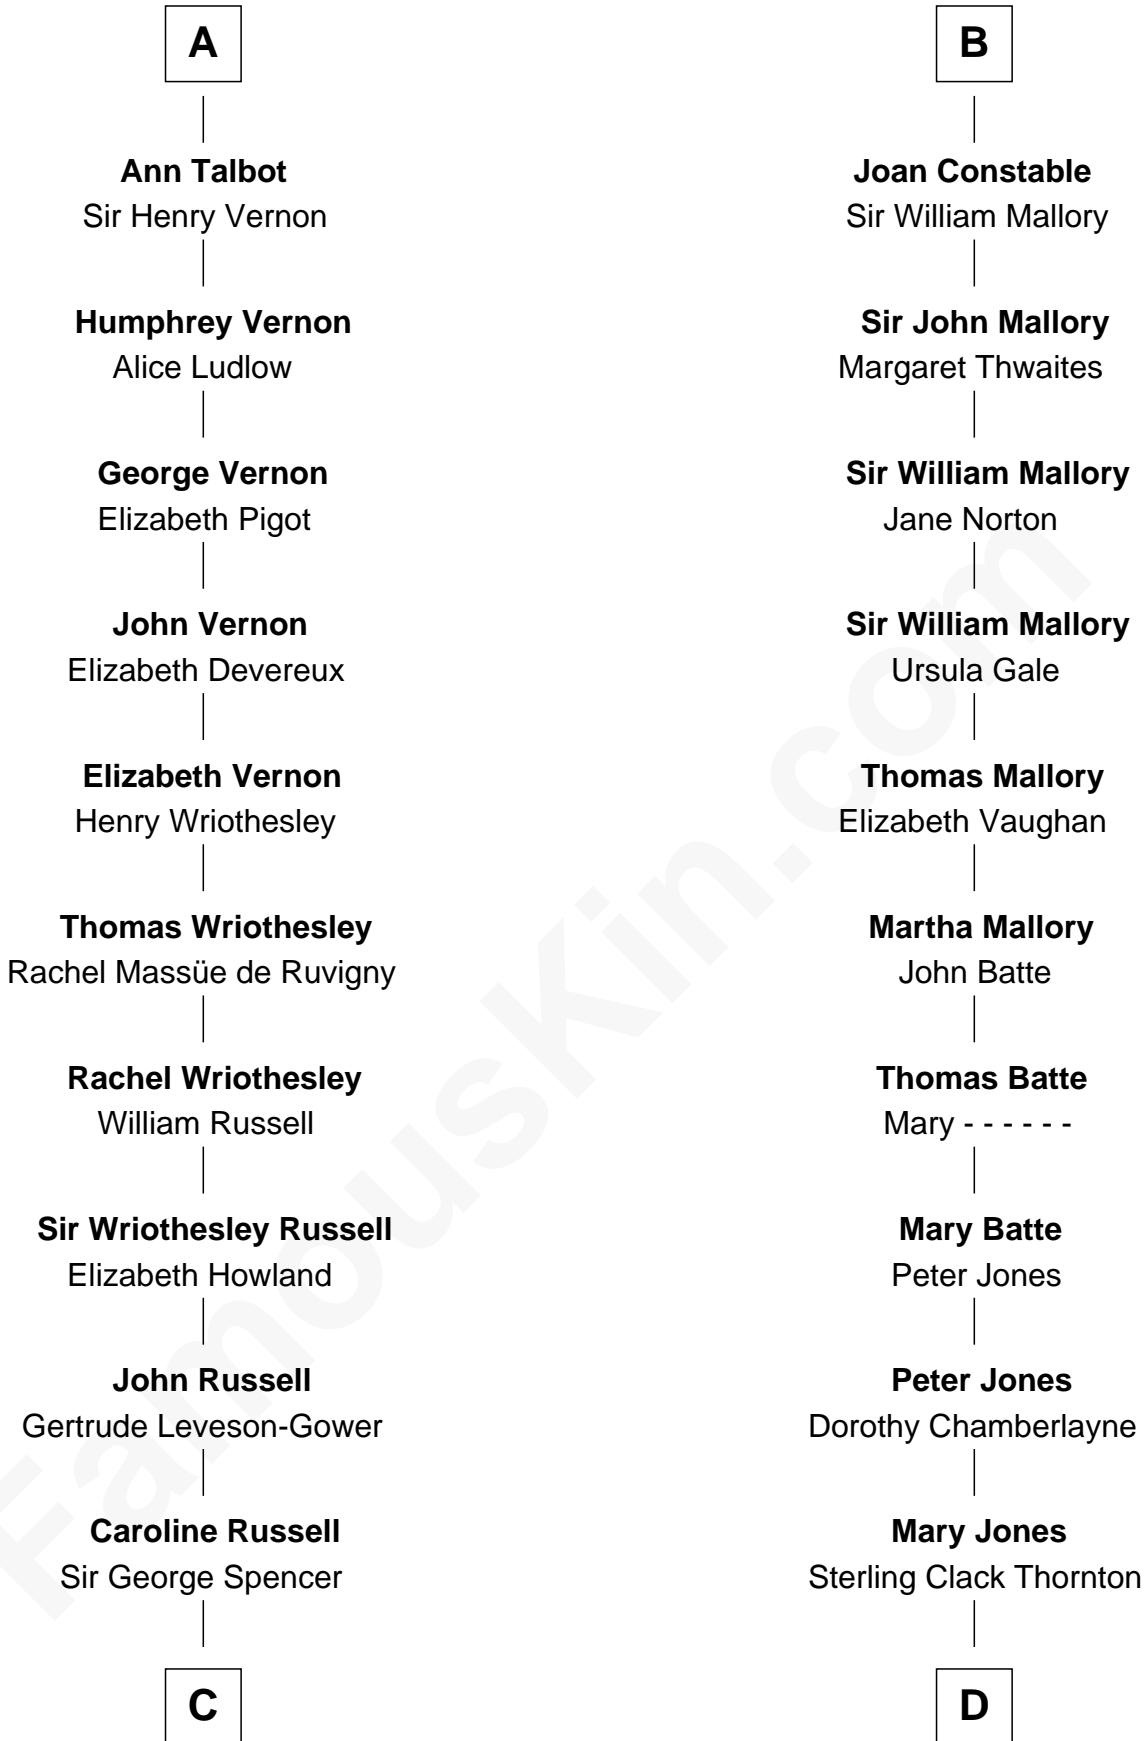 A
Ann Talbot
Sir Henry Vernon
Humphrey Vernon
Alice Ludlow
George Vernon
Elizabeth Pigot
John Vernon
Elizabeth Devereux
Elizabeth Vernon
Henry Wriothesley
Thomas Wriothesley
Rachel Massüe de Ruvigny
Rachel Wriothesley
William Russell
Sir Wriothesley Russell
Elizabeth Howland
John Russell
Gertrude Leveson-Gower
Caroline Russell
Sir George Spencer
C
B
Joan Constable
Sir William Mallory
Sir John Mallory
Margaret Thwaites
Sir William Mallory
Jane Norton
Sir William Mallory
Ursula Gale
Thomas Mallory
Elizabeth Vaughan
Martha Mallory
John Batte
Thomas Batte
Mary - - - - - -
Mary Batte
Peter Jones
Peter Jones
Dorothy Chamberlayne
Mary Jones
Sterling Clack Thornton
D
FamousKin.com